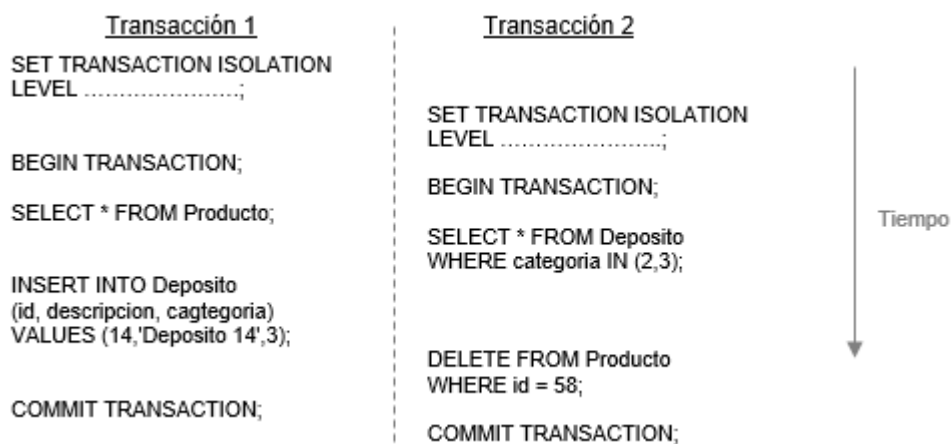 Transacción 1
SET TRANSACTION ISOLATION
LEVEL ……………………;
BEGIN TRANSACTION;
SELECT * FROM Producto;
INSERT INTO Deposito
(id, descripcion, cagtegoria)
VALUES (14,'Deposito 14',3);
COMMIT TRANSACTION;
Transacción 2
SET TRANSACTION ISOLATION
LEVEL …………………..;
BEGIN TRANSACTION;
SELECT * FROM Deposito
WHERE categoria IN (2,3);
DELETE FROM Producto
WHERE id = 58;
COMMIT TRANSACTION;
Tiempo